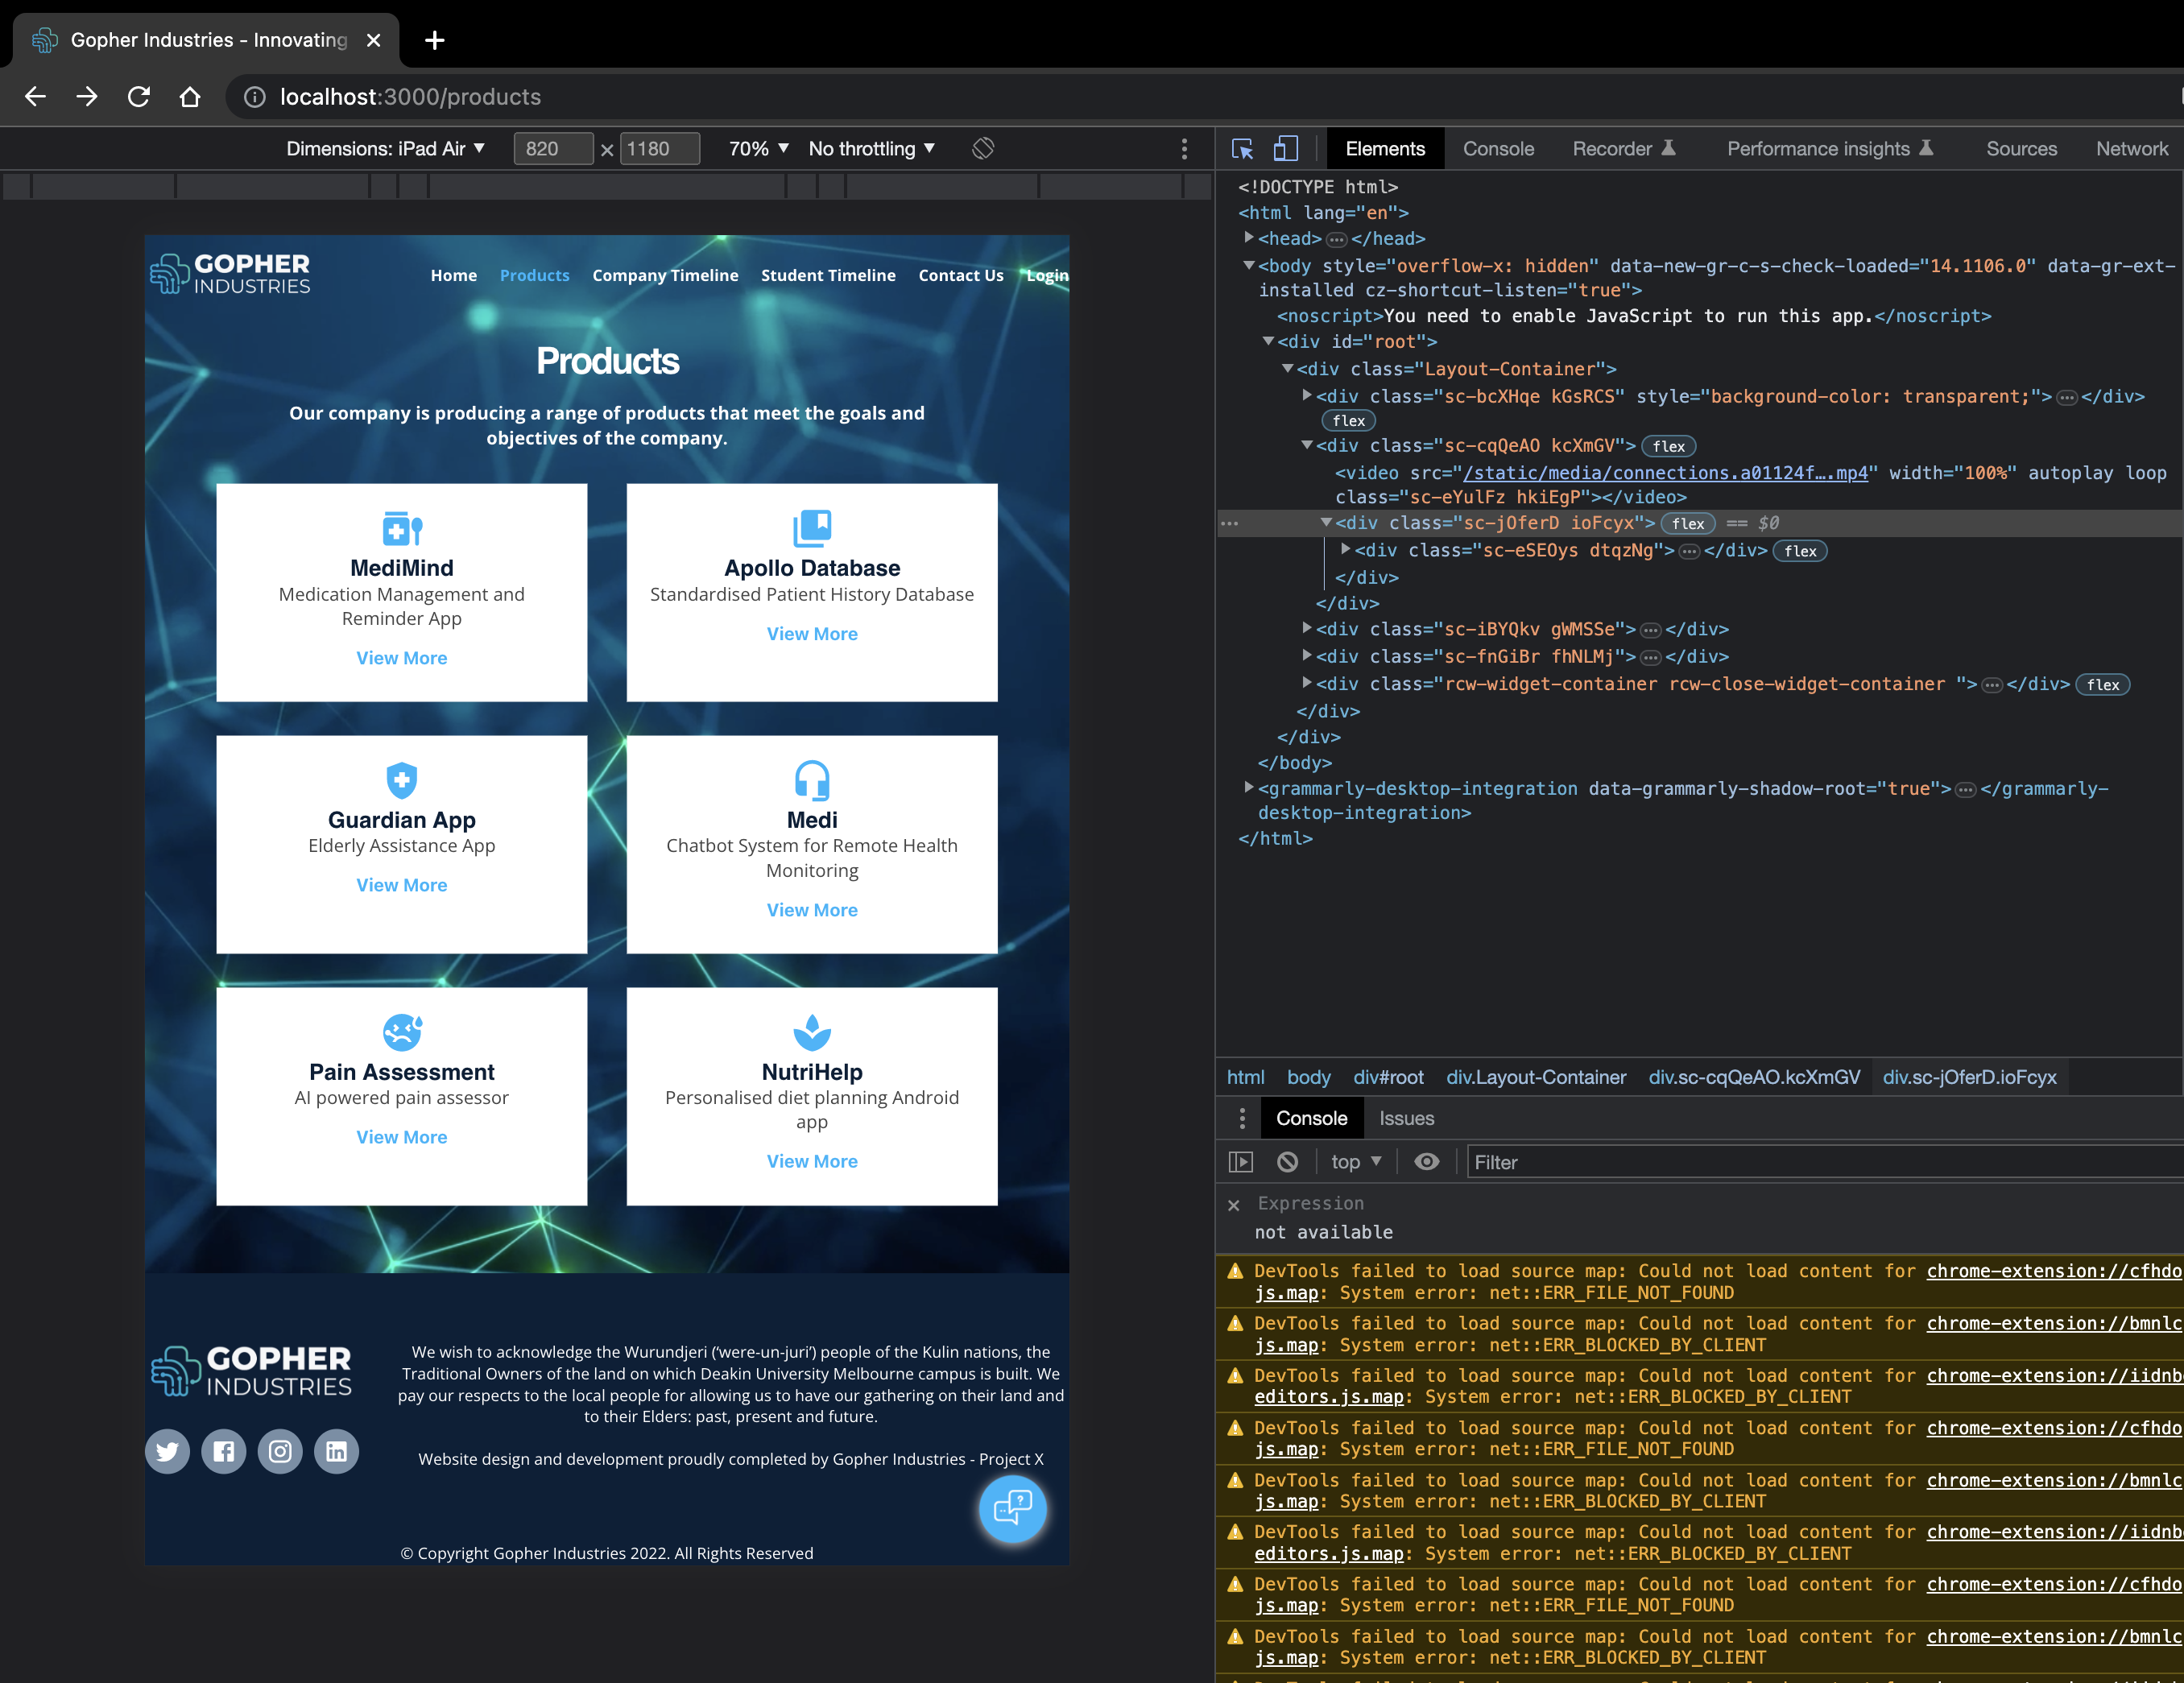 Gopher Industries - Innovating
localhost:3000/products
Dimensions: iPad Air ▼ 820 × 1180 70% ▼ No throttling ▼
GOPHER
INDUSTRIES
Home Products Company Timeline Student Timeline Contact Us Login
Products
Our company is producing a range of products that meet the goals and
objectives of the company.
MediMind
Medication Management and
Reminder App
View More
Apollo Database
Standardised Patient History Database
View More
Guardian App
Elderly Assistance App
View More
Medi
Chatbot System for Remote Health
Monitoring
View More
Pain Assessment
AI powered pain assessor
View More
NutriHelp
Personalised diet planning Android
app
View More
GOPHER
INDUSTRIES
We wish to acknowledge the Wurundjeri (‘were-un-juri’) people of the Kulin nations, the
Traditional Owners of the land on which Deakin University Melbourne campus is built. We
pay our respects to the local people for allowing us to have our gathering on their land and
to their Elders: past, present and future.
Website design and development proudly completed by Gopher Industries - Project X
© Copyright Gopher Industries 2022. All Rights Reserved
Elements Console Recorder Performance insights Sources Network
<!DOCTYPE html>
<html lang="en">
<head>…</head>
<body style="overflow-x: hidden" data-new-gr-c-s-check-loaded="14.1106.0" data-gr-ext-
installed cz-shortcut-listen="true">
<noscript>You need to enable JavaScript to run this app.</noscript>
<div id="root">
<div class="Layout-Container">
<div class="sc-bcXHqe kGsRCS" style="background-color: transparent;">…</div>
flex
<div class="sc-cqQeAO kcXmGV"> flex
<video src="/static/media/connections.a01124f….mp4" width="100%" autoplay loop
class="sc-eYulFz hkiEgP"></video>
… <div class="sc-jOferD ioFcyx"> flex == $0
<div class="sc-eSEOys dtqzNg">…</div> flex
</div>
</div>
<div class="sc-iBYQkv gWMSSe">…</div>
<div class="sc-fnGiBr fhNLMj">…</div>
<div class="rcw-widget-container rcw-close-widget-container ">…</div> flex
</div>
</div>
</body>
<grammarly-desktop-integration data-grammarly-shadow-root="true">…</grammarly-
desktop-integration>
</html>
html body div#root div.Layout-Container div.sc-cqQeAO.kcXmGV div.sc-jOferD.ioFcyx
Console Issues
top ▼ Filter
Expression
not available
DevTools failed to load source map: Could not load content for chrome-extension://cfhdo
js.map: System error: net::ERR_FILE_NOT_FOUND
DevTools failed to load source map: Could not load content for chrome-extension://bmnlc
js.map: System error: net::ERR_BLOCKED_BY_CLIENT
DevTools failed to load source map: Could not load content for chrome-extension://iidnb
editors.js.map: System error: net::ERR_BLOCKED_BY_CLIENT
DevTools failed to load source map: Could not load content for chrome-extension://cfhdo
js.map: System error: net::ERR_FILE_NOT_FOUND
DevTools failed to load source map: Could not load content for chrome-extension://bmnlc
js.map: System error: net::ERR_BLOCKED_BY_CLIENT
DevTools failed to load source map: Could not load content for chrome-extension://iidnb
editors.js.map: System error: net::ERR_BLOCKED_BY_CLIENT
DevTools failed to load source map: Could not load content for chrome-extension://cfhdo
js.map: System error: net::ERR_FILE_NOT_FOUND
DevTools failed to load source map: Could not load content for chrome-extension://bmnlc
js.map: System error: net::ERR_BLOCKED_BY_CLIENT